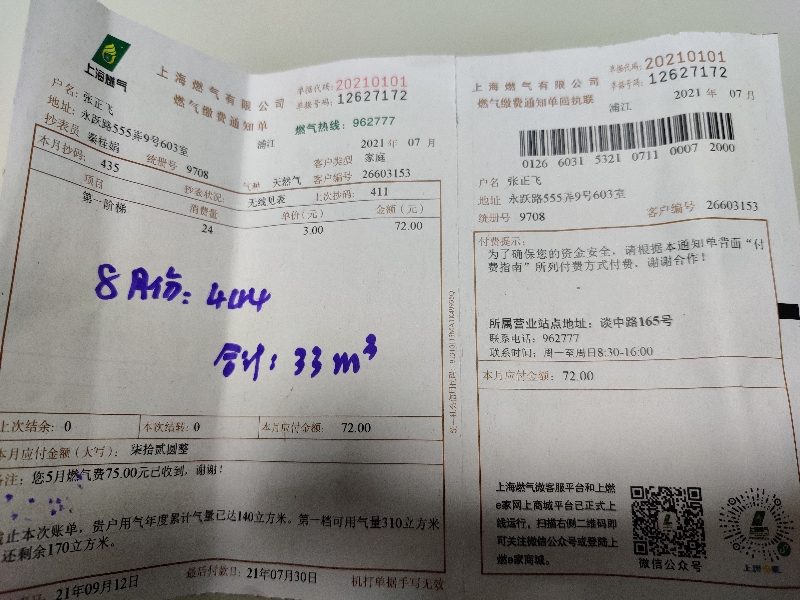 上海燃气
上海燃气有限公司
燃气缴费通知单
单据代码: 20210101
单据号码: 12627172
燃气热线: 962777
浦江
2021年 07 月
户名: 张正飞
地址: 永跃路555弄9号603室
抄表员 秦桂娟 统册号 9708
客户类型 家庭
天然气 客户编号 26603153
本月抄码: 435 抄表状况: 无线见表 上次抄码: 411
项目 消费量 单价(元) 金额(元)
第一阶梯 24 3.00 72.00
8月份: 444
合计: 33 m³
上次结余: 0 本次结转: 0 本月应付金额: 72.00
本月应付金额(大写): 柒拾贰圆整
备注: 您5月燃气费75.00元已收到, 谢谢!
截止本次账单, 贵户用气年度累计气量已达140立方米。第一档可用气量310立方米
还剩余170立方米。
21年09月12日 最后付款日: 21年07月30日 机打单据手写无效
上海燃气有限公司
燃气缴费通知单回执联
单据代码: 20210101
单据号码: 12627172
浦江 2021 年 07 月
0126 6031 5321 0711 0007 2000
户名 张正飞
地址 永跃路555弄9号603室
统册号 9708 客户编号 26603153
付费提示:
为了确保您的资金安全, 请根据本通知单背面“付
费指南”所列付费方式付费, 谢谢合作!
所属营业站点地址: 淡中路165号
联系电话: 962777
联系时间: 周一至周日8:30-16:00
本月应付金额: 72.00
上海燃气微客服平台和上燃
e家网上商城平台已正式上
线运行, 扫描右侧二维码即
可关注微信公众号或登陆上
燃e家商城。
微信公众号